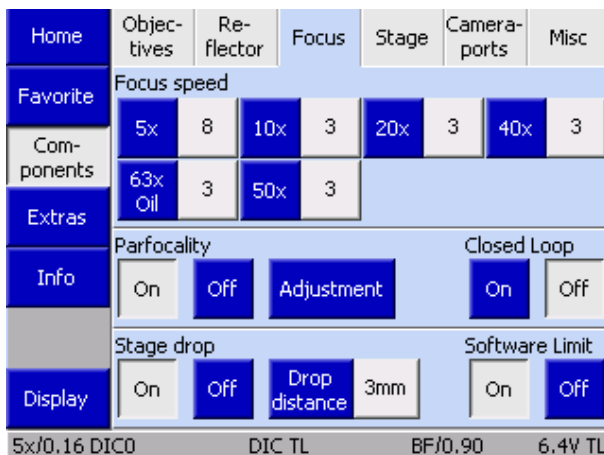 Home
Objec-
tives
Re-
flector
Focus
Stage
Camera-
ports
Misc
Favorite
Com-
ponents
Extras
Info
Display
Focus speed
5x 8 10x 3 20x 3 40x 3
63x
Oil
3 50x 3
Parfocality Closed Loop
On Off Adjustment On Off
Stage drop Software Limit
On Off Drop
distance
3mm On Off
5x/0.16 DIC0 DIC TL BF/0.90 6.4V TL